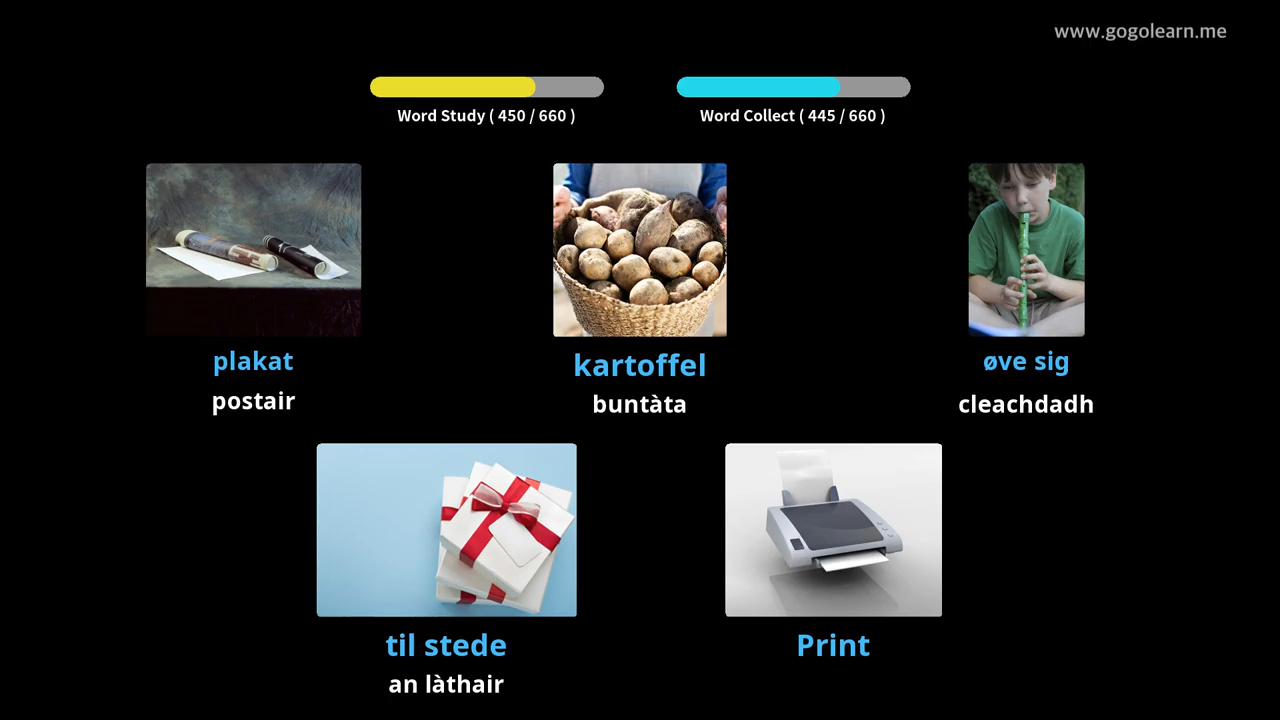 www.gogolearn.me
Word Study ( 450 / 660 )
Word Collect ( 445 / 660 )
plakat
postair
kartoffel
buntàta
øve sig
cleachdadh
til stede
an làthair
Print